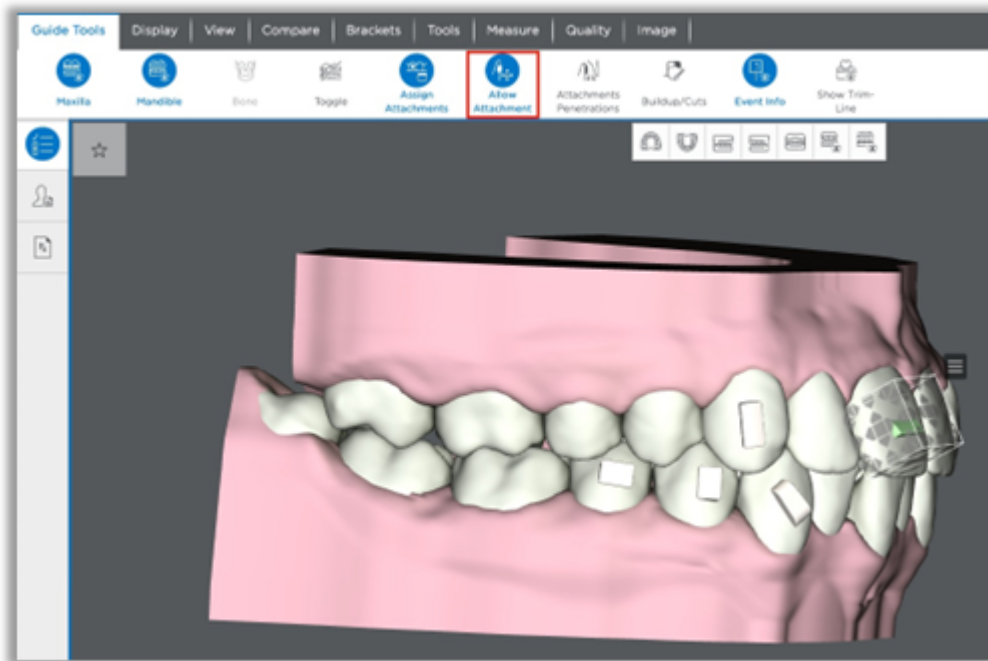 Guide Tools Display View Compare Brackets Tools Measure Quality Image
Maxilla Mandible Bone Toggle Assign Attachments Allow Attachment Attachments Penetrations Buildup/Cuts Event Info Show Trim-Line